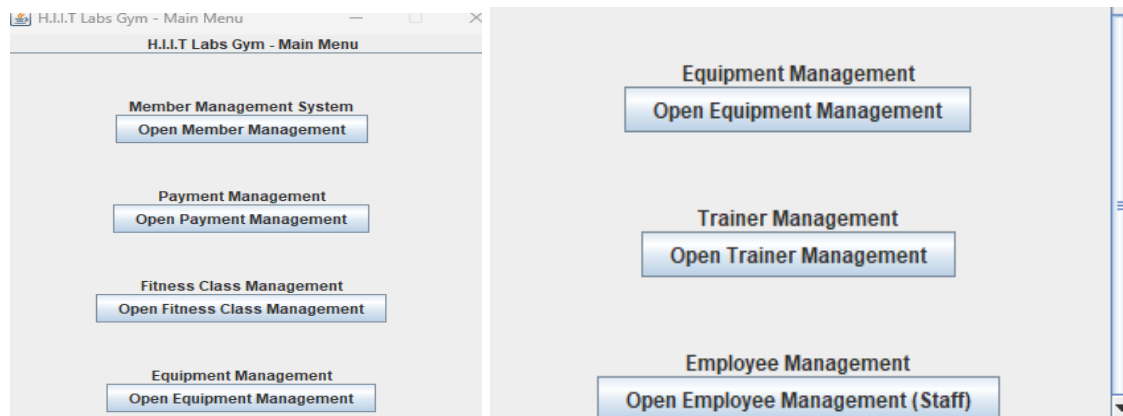 H.I.I.T Labs Gym - Main Menu
H.I.I.T Labs Gym - Main Menu
Member Management System
Open Member Management
Payment Management
Open Payment Management
Fitness Class Management
Open Fitness Class Management
Equipment Management
Open Equipment Management
Equipment Management
Open Equipment Management
Trainer Management
Open Trainer Management
Employee Management
Open Employee Management (Staff)